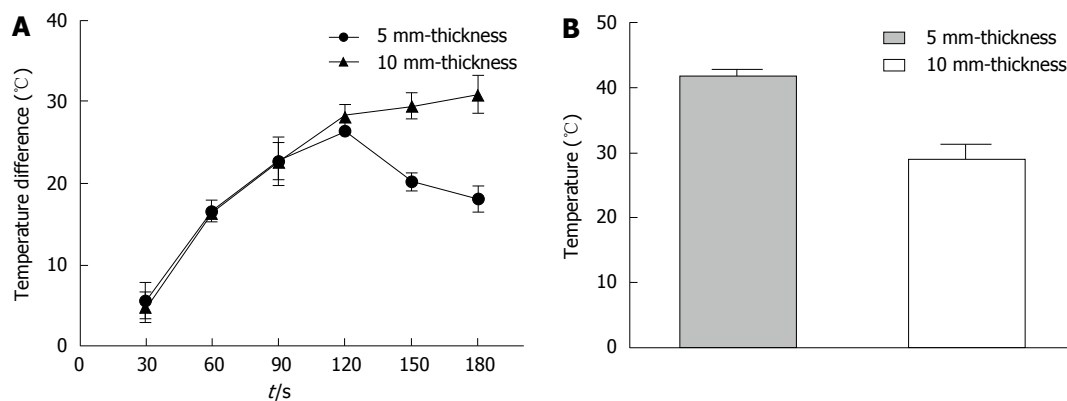 A
Temperature difference (℃)
40
30
20
10
0
5 mm-thickness
10 mm-thickness
0 30 60 90 120 150 180
t/s
B
Temperature (℃)
50
40
30
20
10
0
5 mm-thickness
10 mm-thickness